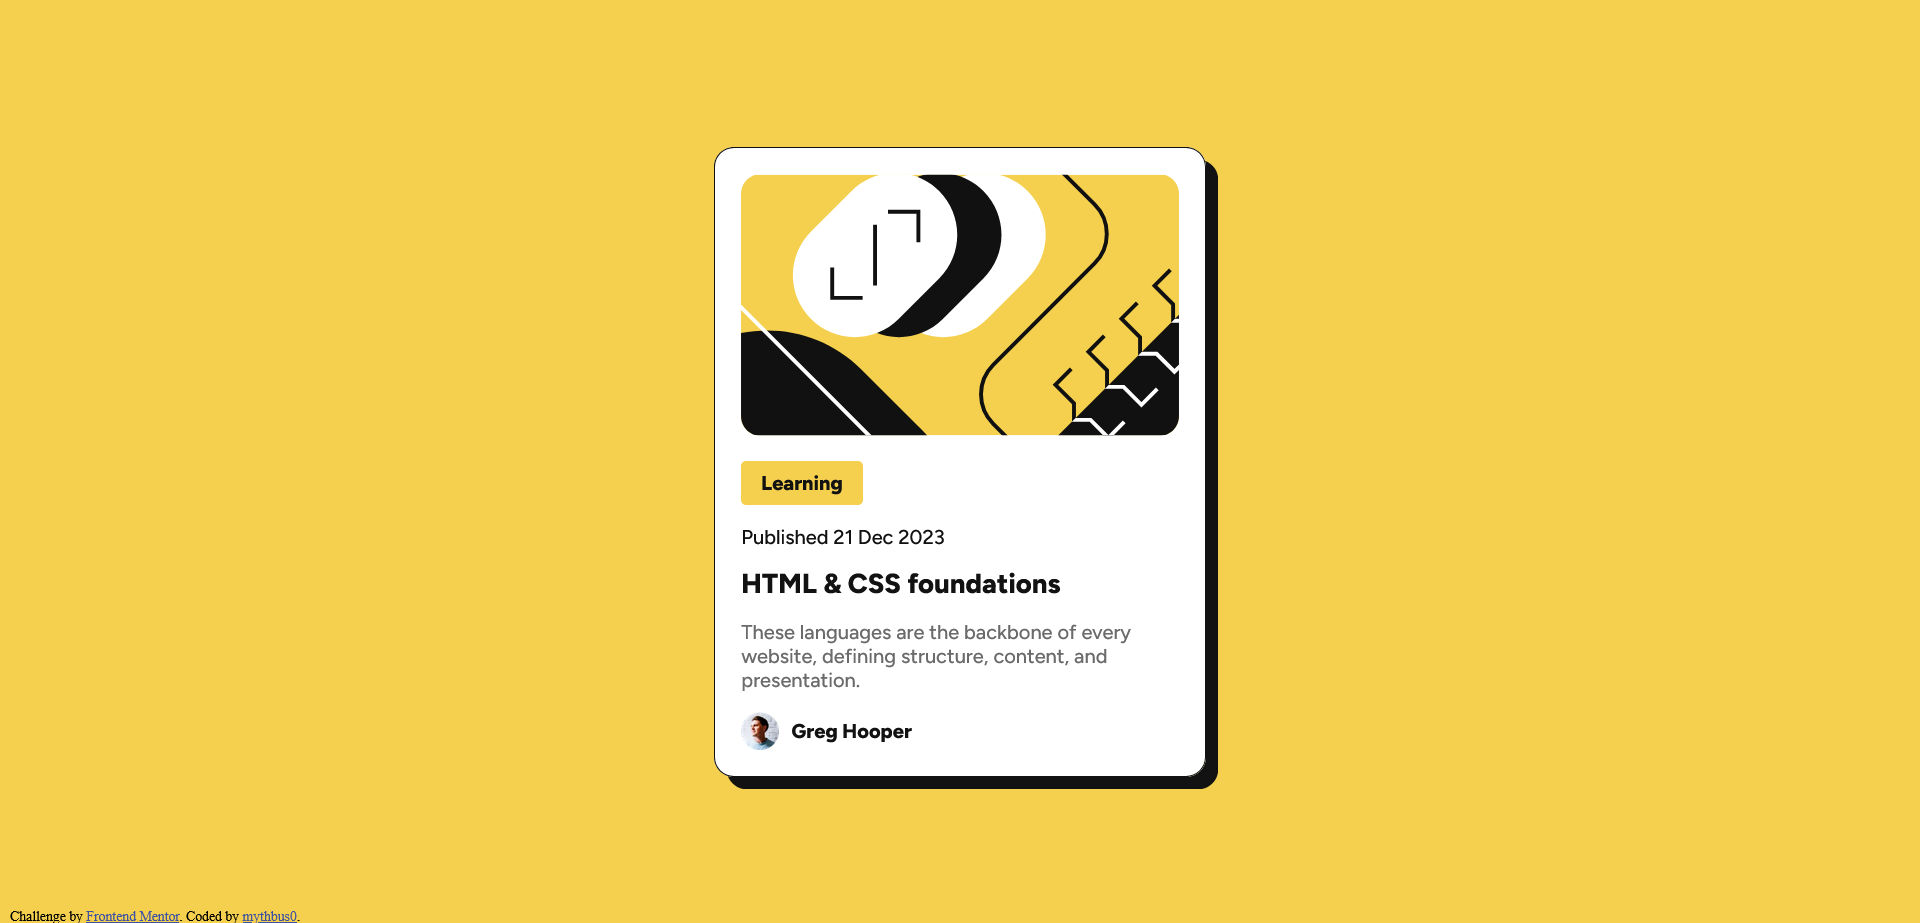 Learning
Published 21 Dec 2023
HTML & CSS foundations
These languages are the backbone of every
website, defining structure, content, and
presentation.
Greg Hooper
Challenge by Frontend Mentor. Coded by mythbus0.